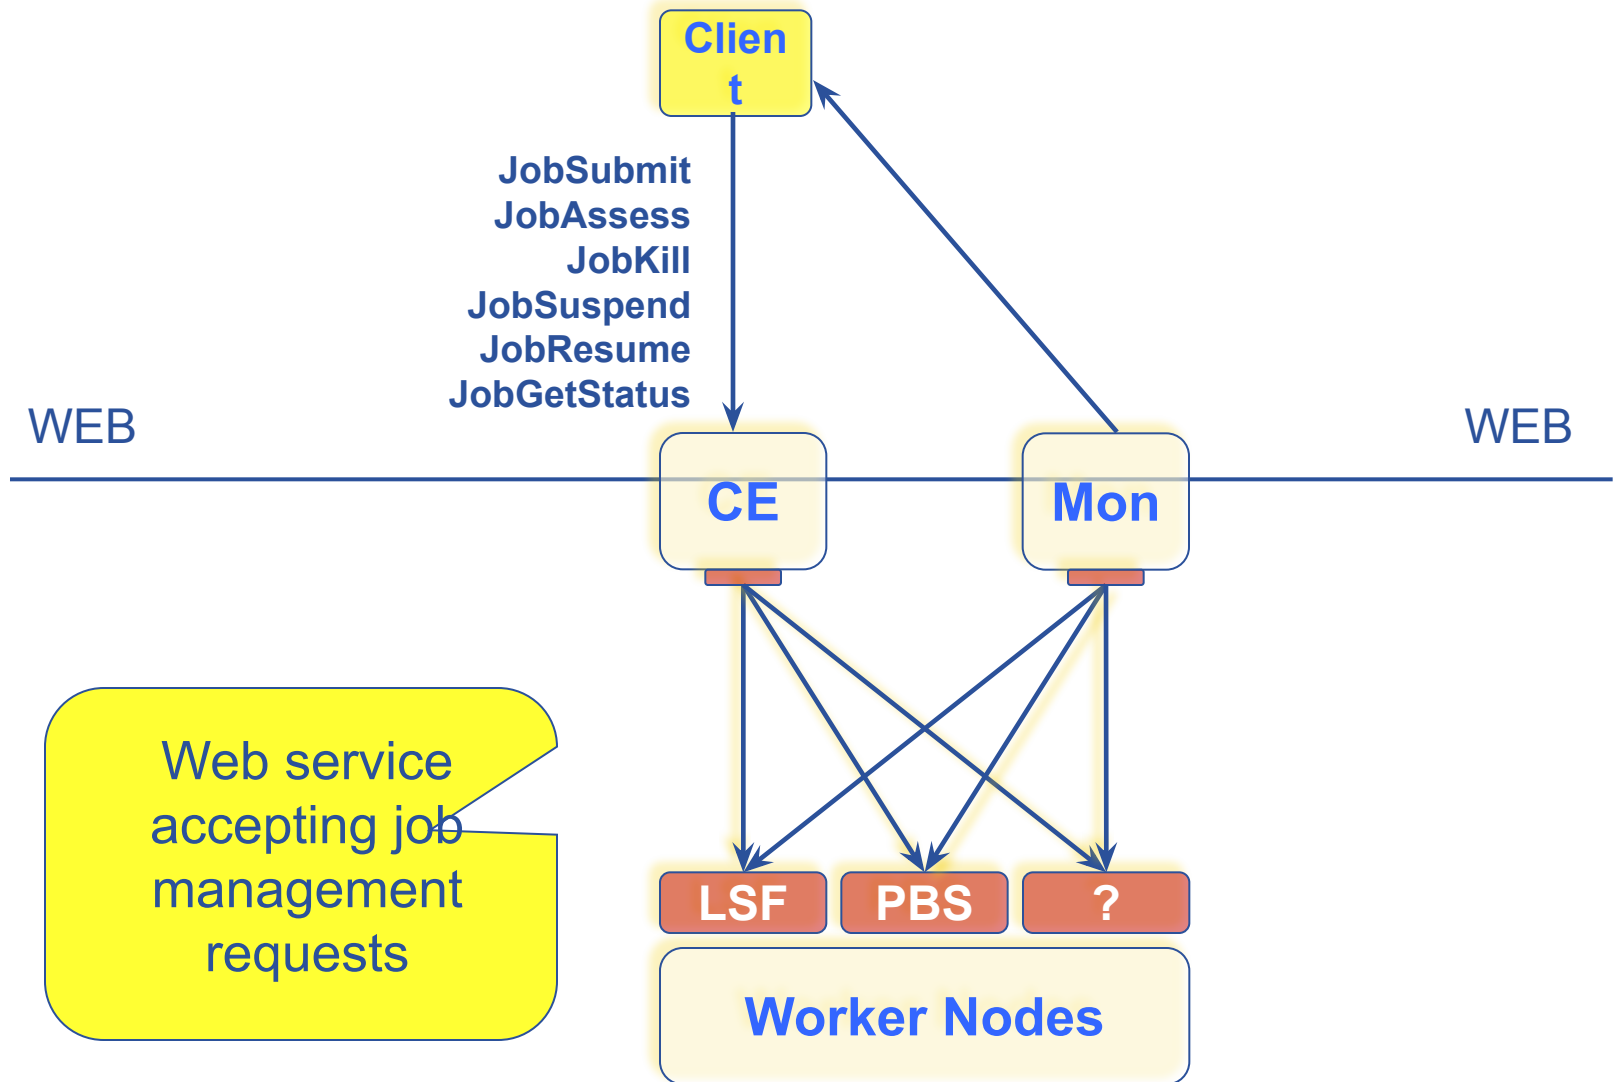 Clien
t
JobSubmit
JobAssess
JobKill
JobSuspend
JobResume
JobGetStatus
WEB
WEB
CE
Mon
Web service
accepting job
management
requests
LSF
PBS
?
Worker Nodes